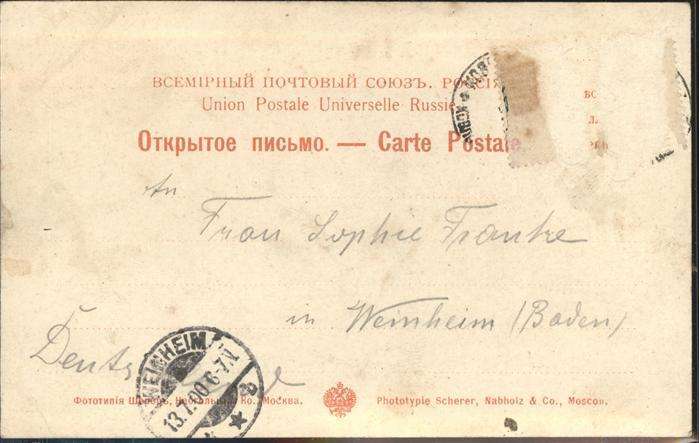 ВСЕМІРНЫЙ ПОЧТОВЫЙ СОЮЗЪ. РОССІЯ
Union Postale Universelle Russie
Открытое письмо. — Carte Postale
An
Frau Sophie Franke
in Weinheim (Baden)
Deutschland
WEINHEIM
13.7.00.6-7.V.
Фототипія Шереръ, Набгольцъ и Ко. Москва.
Phototypie Scherer, Nabholz & Co., Moscou.